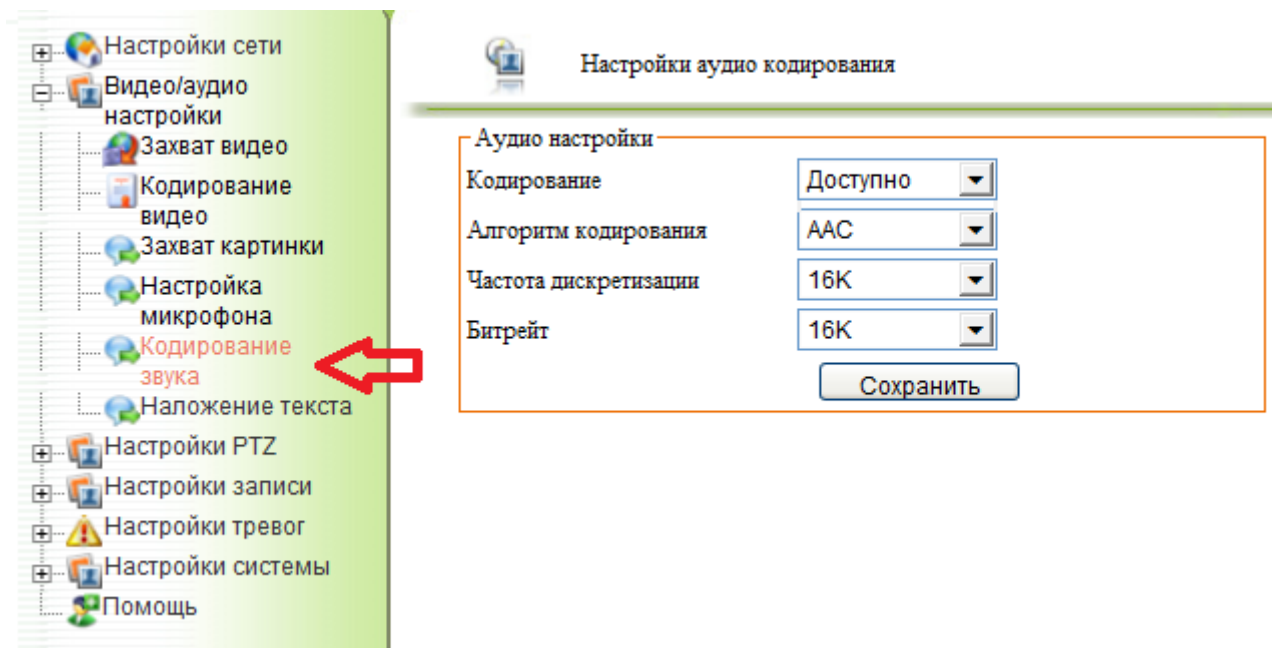 Настройки сети
Видео/аудио
настройки
Захват видео
Кодирование
видео
Захват картинки
Настройка
микрофона
Кодирование
звука
Наложение текста
Настройки PTZ
Настройки записи
Настройки тревог
Настройки системы
Помощь
Настройки аудио кодирования
Аудио настройки
Кодирование Доступно
Алгоритм кодирования AAC
Частота дискретизации 16K
Битрейт 16K
Сохранить